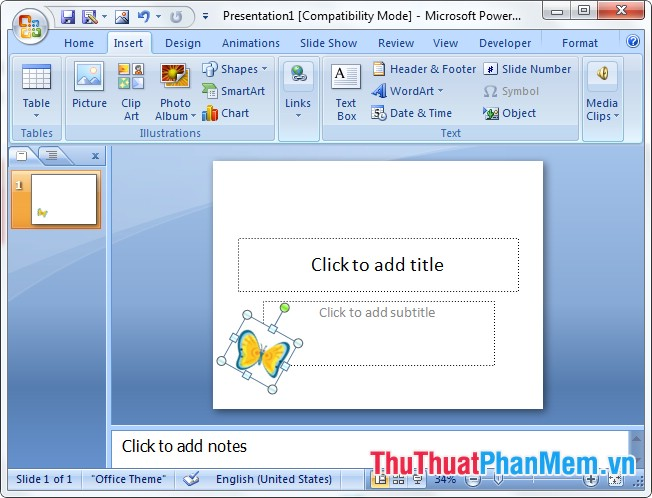 Presentation1 [Compatibility Mode] - Microsoft Power...
Home Insert Design Animations Slide Show Review View Developer Format
Table Picture Clip Art Photo Album Shapes SmartArt Chart Links Text Box Header & Footer WordArt Date & Time Slide Number Symbol Object Media Clips
Tables Illustrations Text
1
Click to add title
Click to add subtitle
Click to add notes
ThuThuatPhanMem.vn
Slide 1 of 1 "Office Theme" English (United States) 34%